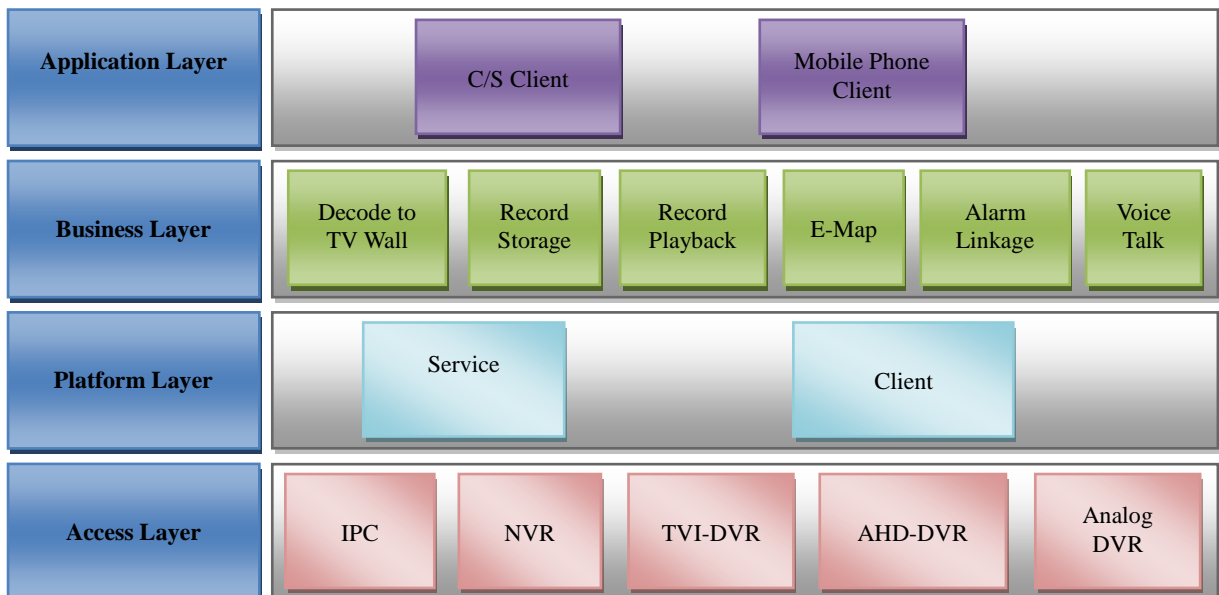 Application Layer
C/S Client
Mobile Phone
Client
Business Layer
Decode to
TV Wall
Record
Storage
Record
Playback
E-Map
Alarm
Linkage
Voice
Talk
Platform Layer
Service
Client
Access Layer
IPC
NVR
TVI-DVR
AHD-DVR
Analog
DVR